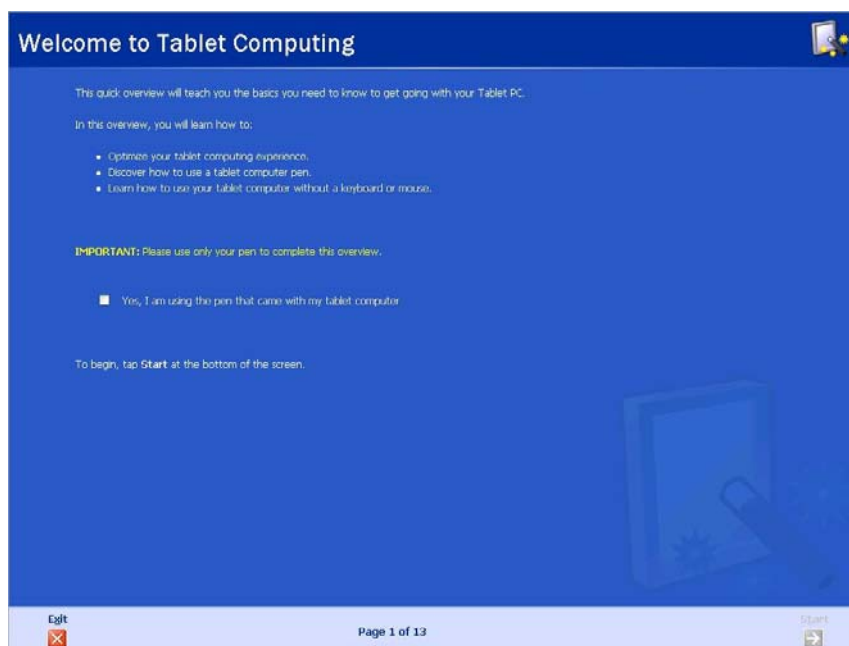 Welcome to Tablet Computing
This quick overview will teach you the basics you need to know to get going with your Tablet PC.
In this overview, you will learn how to:
• Optimize your tablet computing experience.
• Discover how to use a tablet computer pen.
• Learn how to use your tablet computer without a keyboard or mouse.
IMPORTANT: Please use only your pen to complete this overview.
Yes, I am using the pen that came with my tablet computer
To begin, tap Start at the bottom of the screen.
Exit
Page 1 of 13
Start